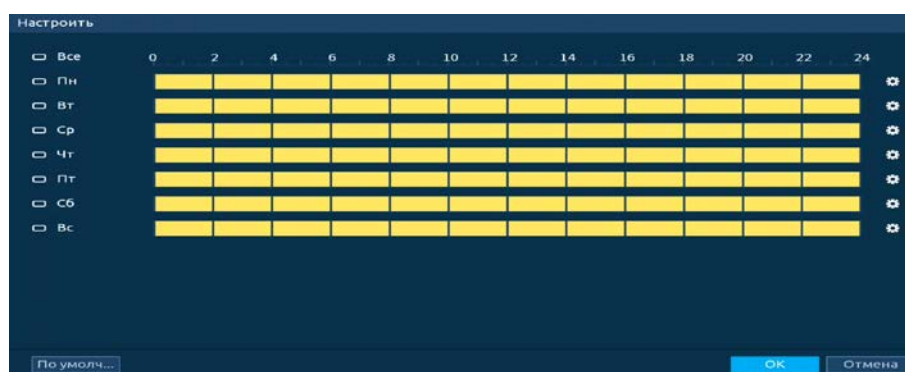 Настроить
Все 0 2 4 6 8 10 12 14 16 18 20 22 24
Пн
Вт
Ср
Чт
Пт
Сб
Вс
По умолч... OK Отмена